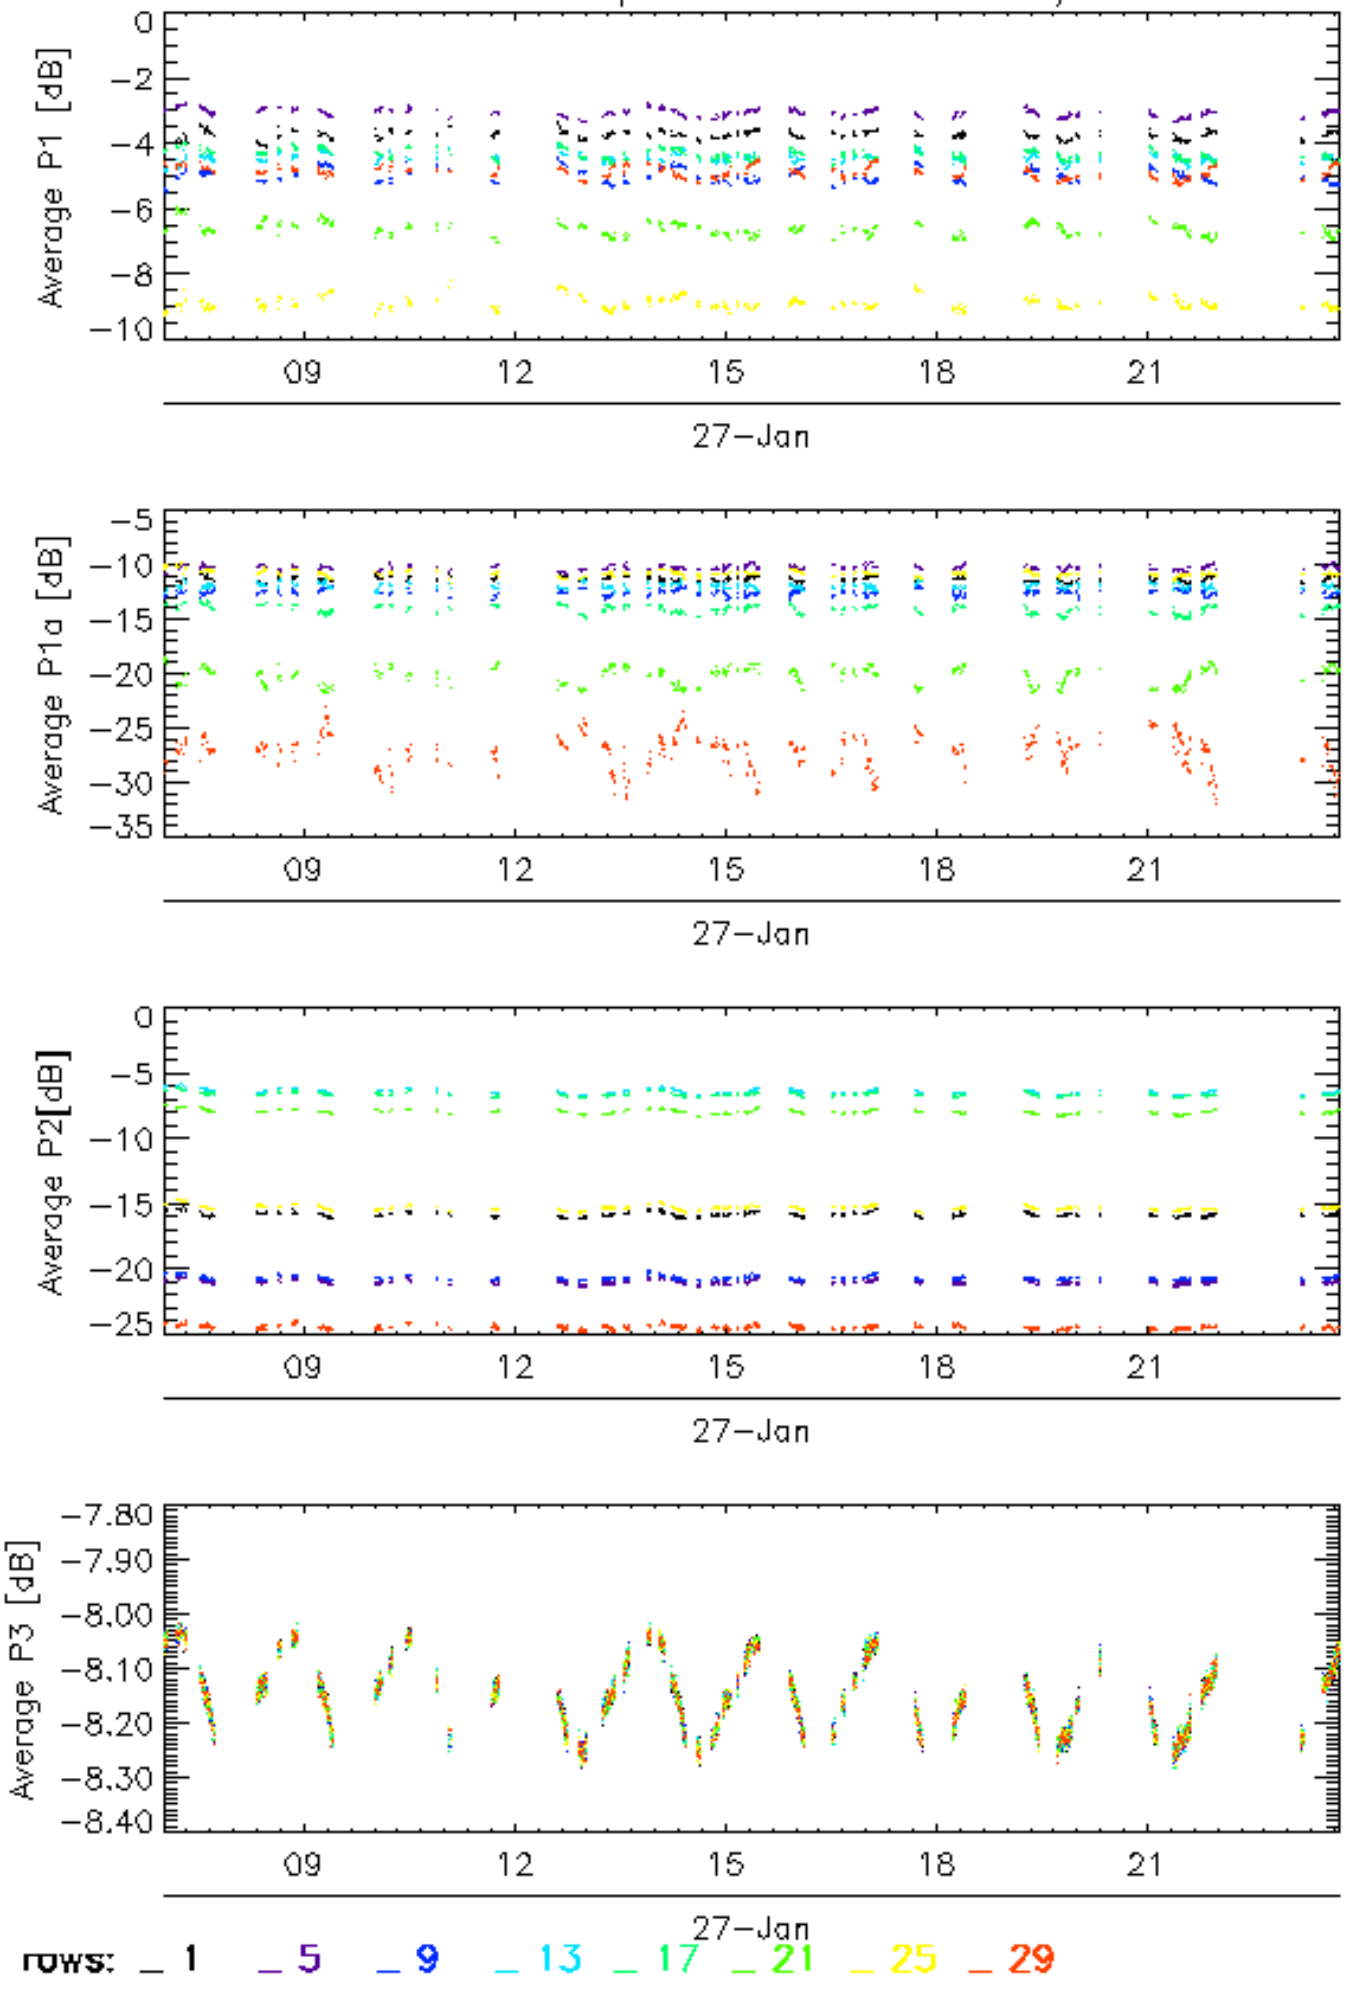 0
−2
−4
−6
−8
−10
Average P1 [dB]
09 12 15 18 21
27−Jan
−5
−10
−15
−20
−25
−30
−35
Average P1a [dB]
09 12 15 18 21
27−Jan
0
−5
−10
−15
−20
−25
Average P2[dB]
09 12 15 18 21
27−Jan
−7.80
−7.90
−8.00
−8.10
−8.20
−8.30
−8.40
Average P3 [dB]
09 12 15 18 21
27−Jan
rows: _ 1 _ 5 _ 9 _ 13 _ 17 _ 21 _ 25 _ 29